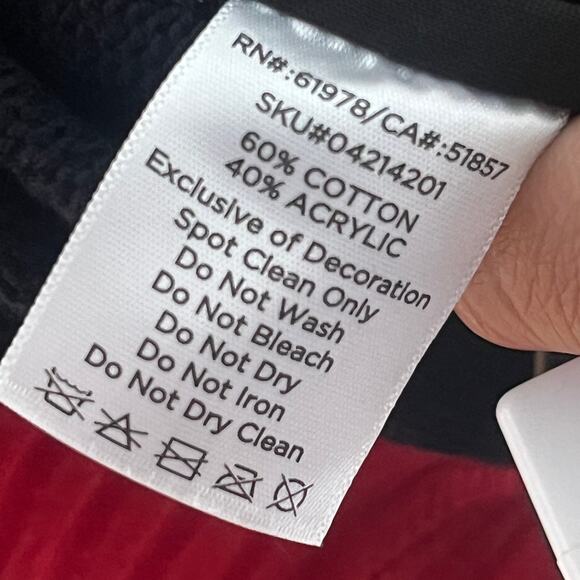 RN#:61978/CA#:51857
SKU#04214201
60% COTTON
40% ACRYLIC
Exclusive of Decoration
Spot Clean Only
Do Not Wash
Do Not Bleach
Do Not Dry
Do Not Iron
Do Not Dry Clean